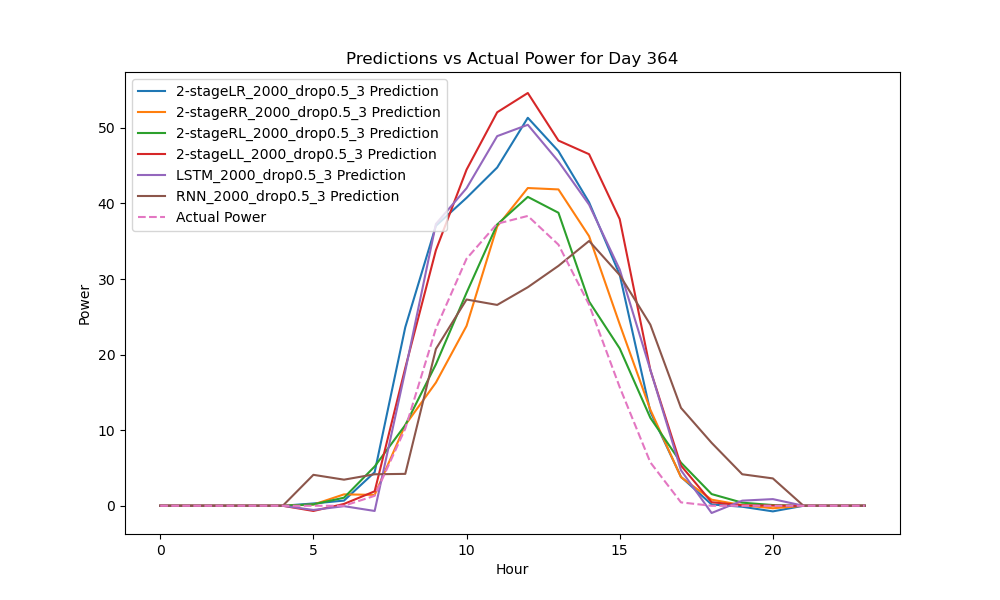 Predictions vs Actual Power for Day 364
2-stageLR_2000_drop0.5_3 Prediction
2-stageRR_2000_drop0.5_3 Prediction
2-stageRL_2000_drop0.5_3 Prediction
2-stageLL_2000_drop0.5_3 Prediction
LSTM_2000_drop0.5_3 Prediction
RNN_2000_drop0.5_3 Prediction
Actual Power
Power
50
40
30
20
10
0
0 5 10 15 20
Hour